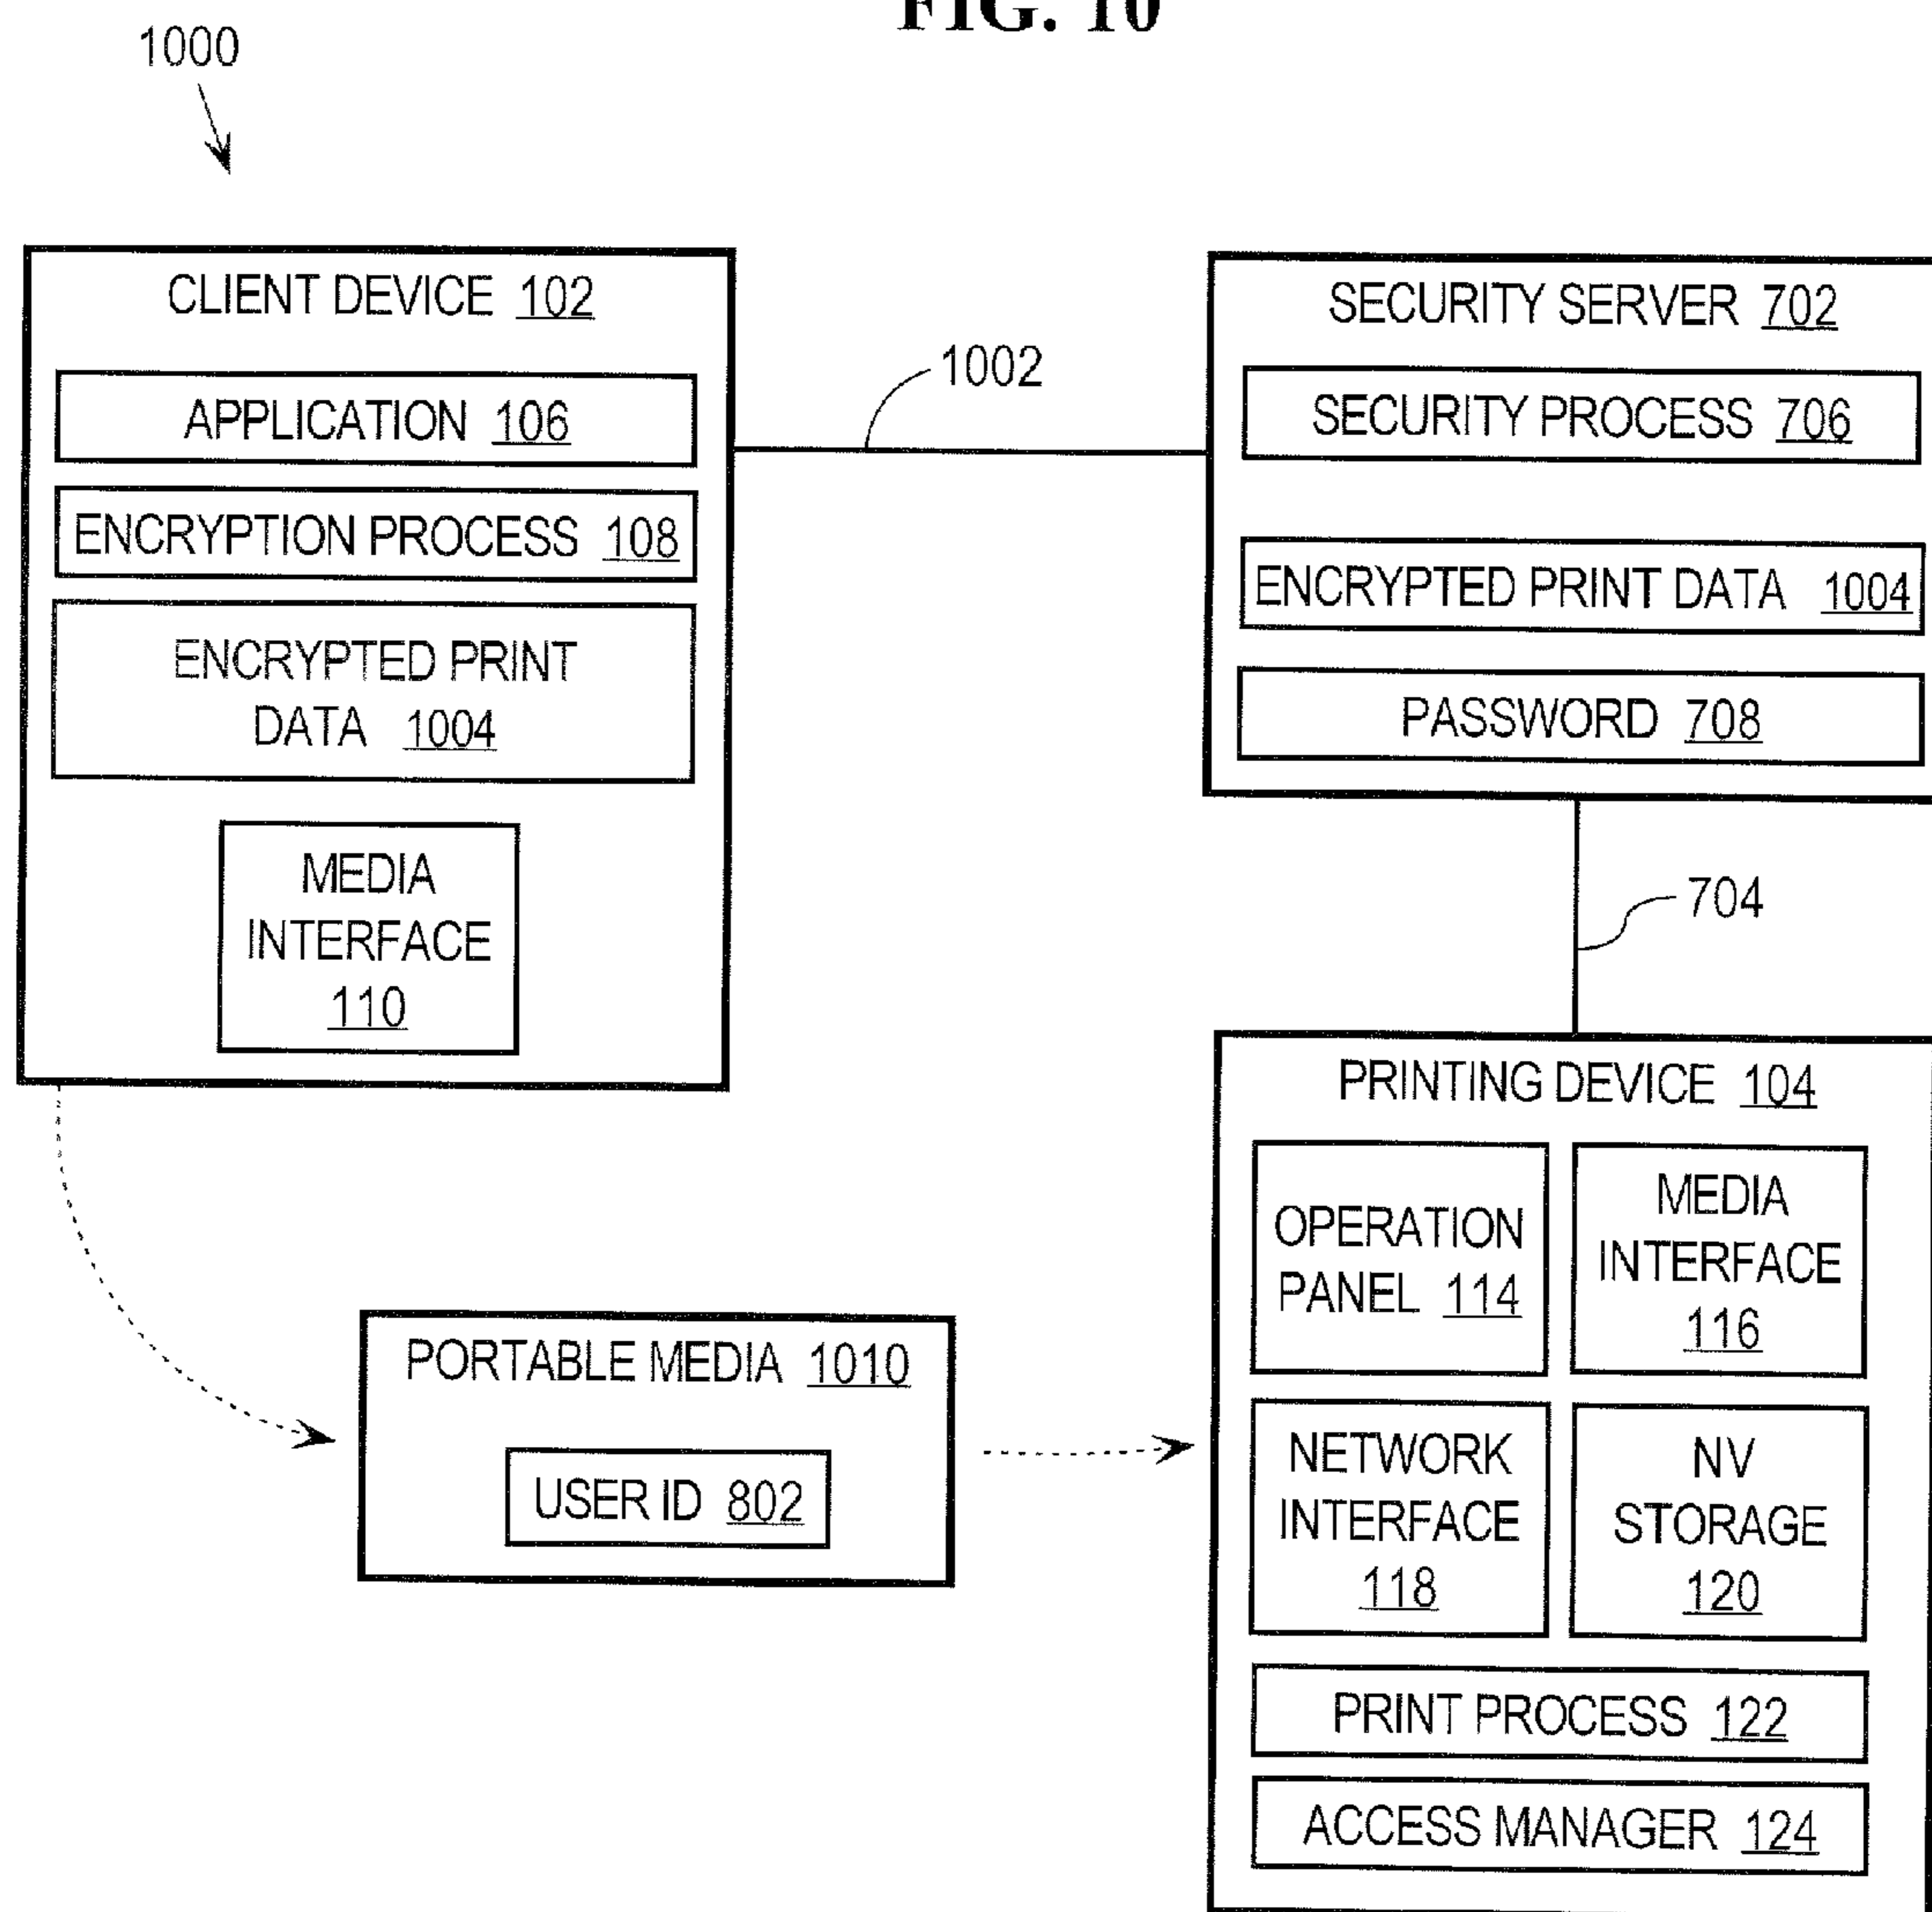 FIG. 10
1000
CLIENT DEVICE 102
APPLICATION 106
ENCRYPTION PROCESS 108
ENCRYPTED PRINT
DATA 1004
MEDIA
INTERFACE
110
1002
SECURITY SERVER 702
SECURITY PROCESS 706
ENCRYPTED PRINT DATA 1004
PASSWORD 708
704
PORTABLE MEDIA 1010
USER ID 802
PRINTING DEVICE 104
OPERATION
PANEL 114
MEDIA
INTERFACE
116
NETWORK
INTERFACE
118
NV
STORAGE
120
PRINT PROCESS 122
ACCESS MANAGER 124